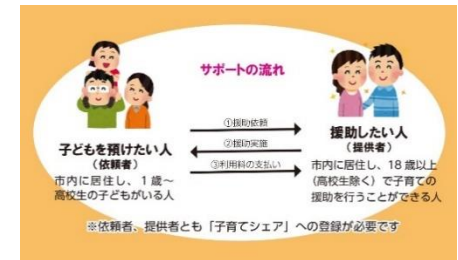 サポートの流れ
①援助依頼
②援助実施
③利用料の支払い
子どもを預けたい人
（依頼者）
市内に居住し、1歳～
高校生の子どもがいる人
援助したい人
（提供者）
市内に居住し、18歳以上
（高校生除く）で子育ての
援助を行うことができる人
※依頼者、提供者とも「子育てシェア」への登録が必要です